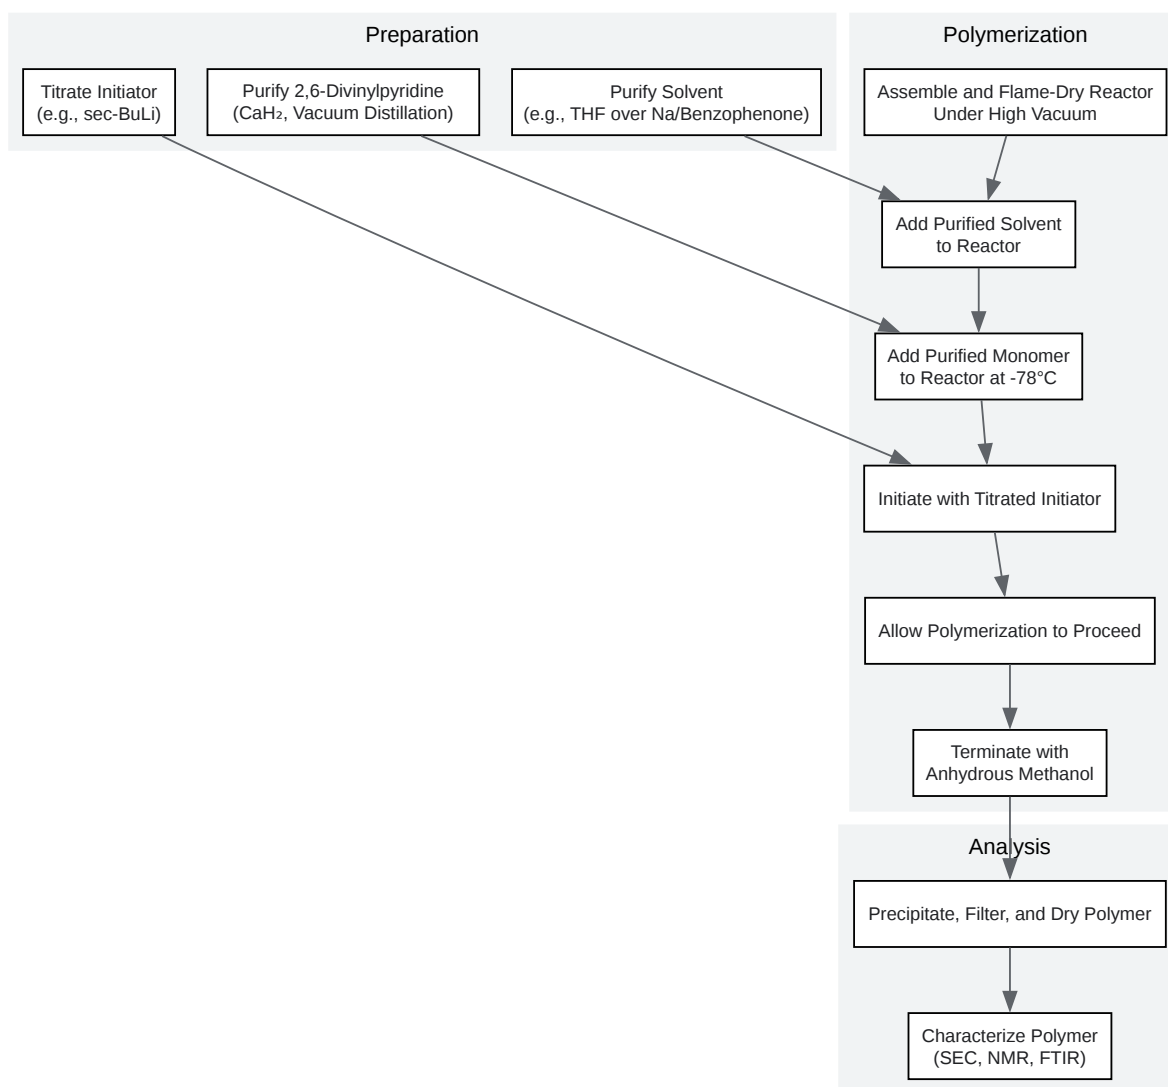 Preparation
Polymerization
Titrate Initiator
(e.g., sec-BuLi)
Purify 2,6-Divinylpyridine
(CaH₂, Vacuum Distillation)
Purify Solvent
(e.g., THF over Na/Benzophenone)
Assemble and Flame-Dry Reactor
Under High Vacuum
Add Purified Solvent
to Reactor
Add Purified Monomer
to Reactor at -78°C
Initiate with Titrated Initiator
Allow Polymerization to Proceed
Terminate with
Anhydrous Methanol
Analysis
Precipitate, Filter, and Dry Polymer
Characterize Polymer
(SEC, NMR, FTIR)